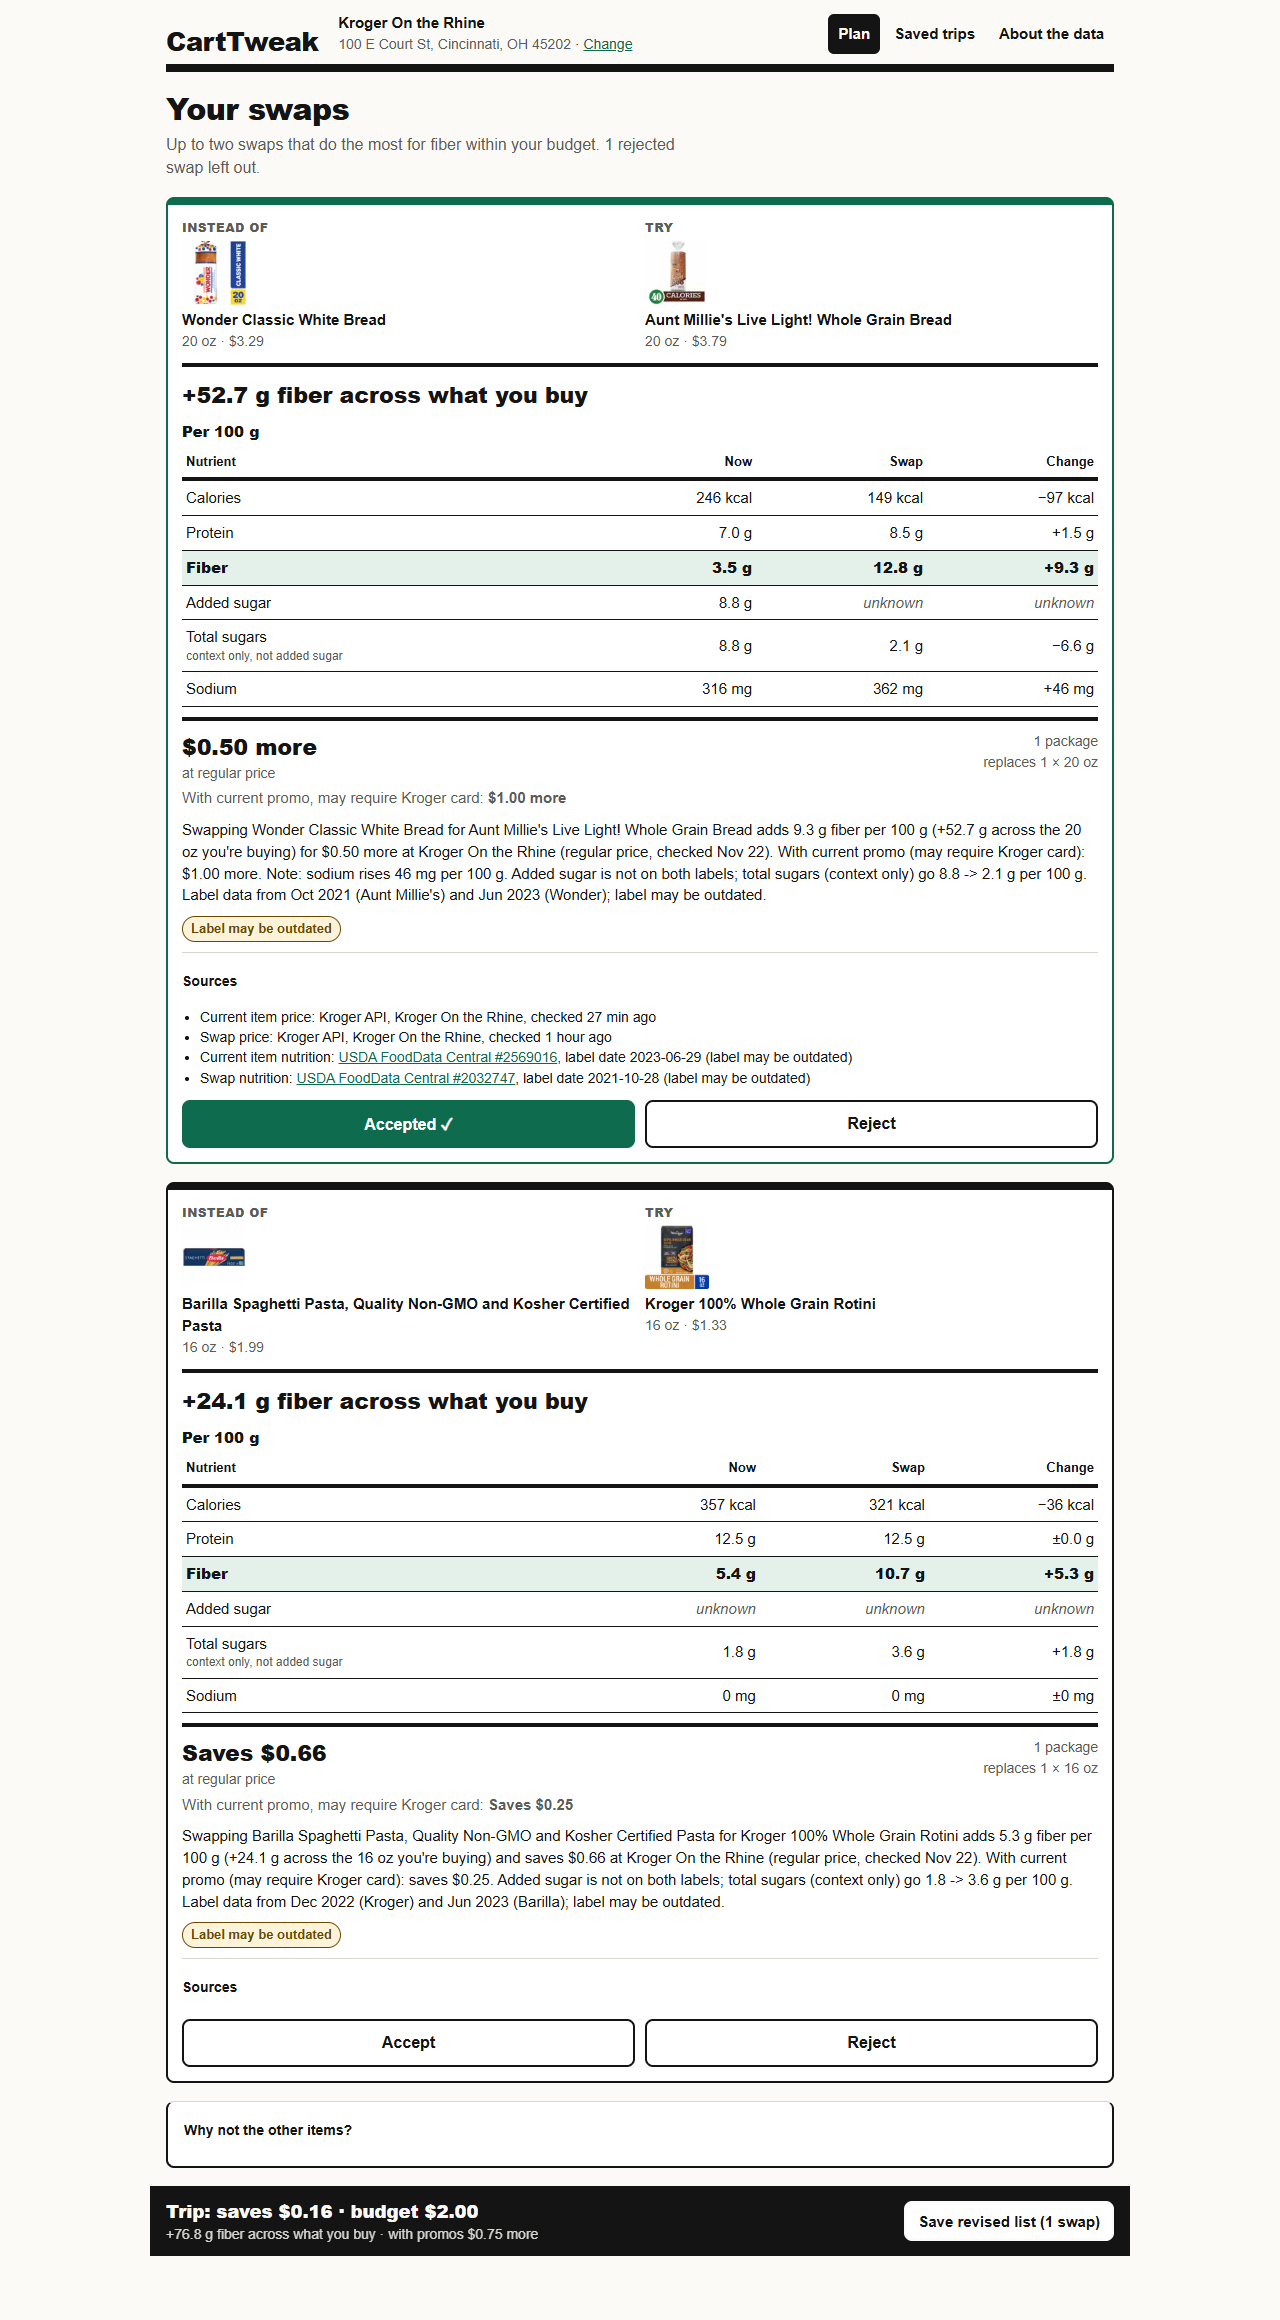 CartTweak
Kroger On the Rhine
100 E Court St, Cincinnati, OH 45202 · Change
Plan
Saved trips
About the data
Your swaps
Up to two swaps that do the most for fiber within your budget. 1 rejected
swap left out.
INSTEAD OF
WONDER
CLASSIC WHITE
20
OZ
Wonder Classic White Bread
20 oz · $3.29
TRY
40 CALORIES
Aunt Millie's Live Light! Whole Grain Bread
20 oz · $3.79
+52.7 g fiber across what you buy
Per 100 g
Nutrient Now Swap Change
Calories 246 kcal 149 kcal −97 kcal
Protein 7.0 g 8.5 g +1.5 g
Fiber 3.5 g 12.8 g +9.3 g
Added sugar 8.8 g unknown unknown
Total sugars 8.8 g 2.1 g −6.6 g
context only, not added sugar
Sodium 316 mg 362 mg +46 mg
$0.50 more
at regular price
1 package
replaces 1 × 20 oz
With current promo, may require Kroger card: $1.00 more
Swapping Wonder Classic White Bread for Aunt Millie's Live Light! Whole Grain Bread adds 9.3 g fiber per 100 g (+52.7 g across the 20
oz you're buying) for $0.50 more at Kroger On the Rhine (regular price, checked Nov 22). With current promo (may require Kroger card):
$1.00 more. Note: sodium rises 46 mg per 100 g. Added sugar is not on both labels; total sugars (context only) go 8.8 -> 2.1 g per 100 g.
Label data from Oct 2021 (Aunt Millie's) and Jun 2023 (Wonder); label may be outdated.
Label may be outdated
Sources
• Current item price: Kroger API, Kroger On the Rhine, checked 27 min ago
• Swap price: Kroger API, Kroger On the Rhine, checked 1 hour ago
• Current item nutrition: USDA FoodData Central #2569016, label date 2023-06-29 (label may be outdated)
• Swap nutrition: USDA FoodData Central #2032747, label date 2021-10-28 (label may be outdated)
Accepted ✓
Reject
INSTEAD OF
Barilla
Barilla Spaghetti Pasta, Quality Non-GMO and Kosher Certified
Pasta
16 oz · $1.99
TRY
WHOLE GRAIN
ROTINI
16
OZ
Kroger 100% Whole Grain Rotini
16 oz · $1.33
+24.1 g fiber across what you buy
Per 100 g
Nutrient Now Swap Change
Calories 357 kcal 321 kcal −36 kcal
Protein 12.5 g 12.5 g ±0.0 g
Fiber 5.4 g 10.7 g +5.3 g
Added sugar unknown unknown unknown
Total sugars 1.8 g 3.6 g +1.8 g
context only, not added sugar
Sodium 0 mg 0 mg ±0 mg
Saves $0.66
at regular price
1 package
replaces 1 × 16 oz
With current promo, may require Kroger card: Saves $0.25
Swapping Barilla Spaghetti Pasta, Quality Non-GMO and Kosher Certified Pasta for Kroger 100% Whole Grain Rotini adds 5.3 g fiber per
100 g (+24.1 g across the 16 oz you're buying) and saves $0.66 at Kroger On the Rhine (regular price, checked Nov 22). With current
promo (may require Kroger card): saves $0.25. Added sugar is not on both labels; total sugars (context only) go 1.8 -> 3.6 g per 100 g.
Label data from Dec 2022 (Kroger) and Jun 2023 (Barilla); label may be outdated.
Label may be outdated
Sources
Accept
Reject
Why not the other items?
Trip: saves $0.16 · budget $2.00
+76.8 g fiber across what you buy · with promos $0.75 more
Save revised list (1 swap)